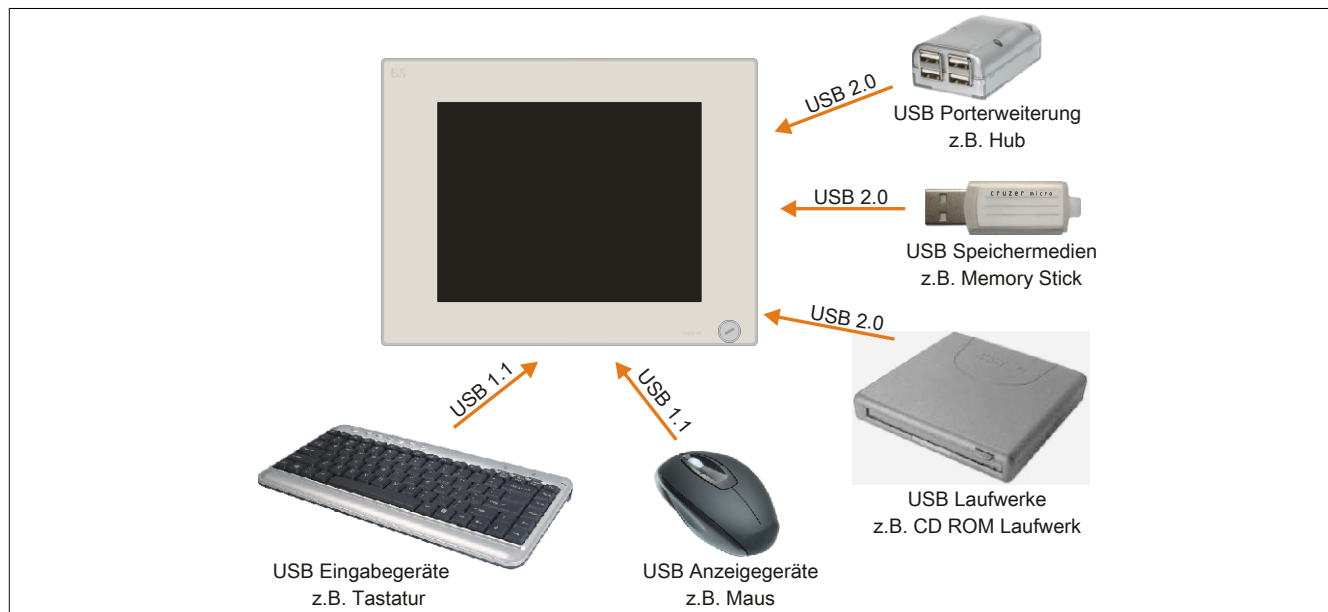 USB 2.0
USB Porterweiterung
z.B. Hub
USB 2.0
cruzer micro
USB Speichermedien
z.B. Memory Stick
USB 2.0
USB Laufwerke
z.B. CD ROM Laufwerk
USB 1.1
USB 1.1
USB Eingabegeräte
z.B. Tastatur
USB Anzeigegeräte
z.B. Maus